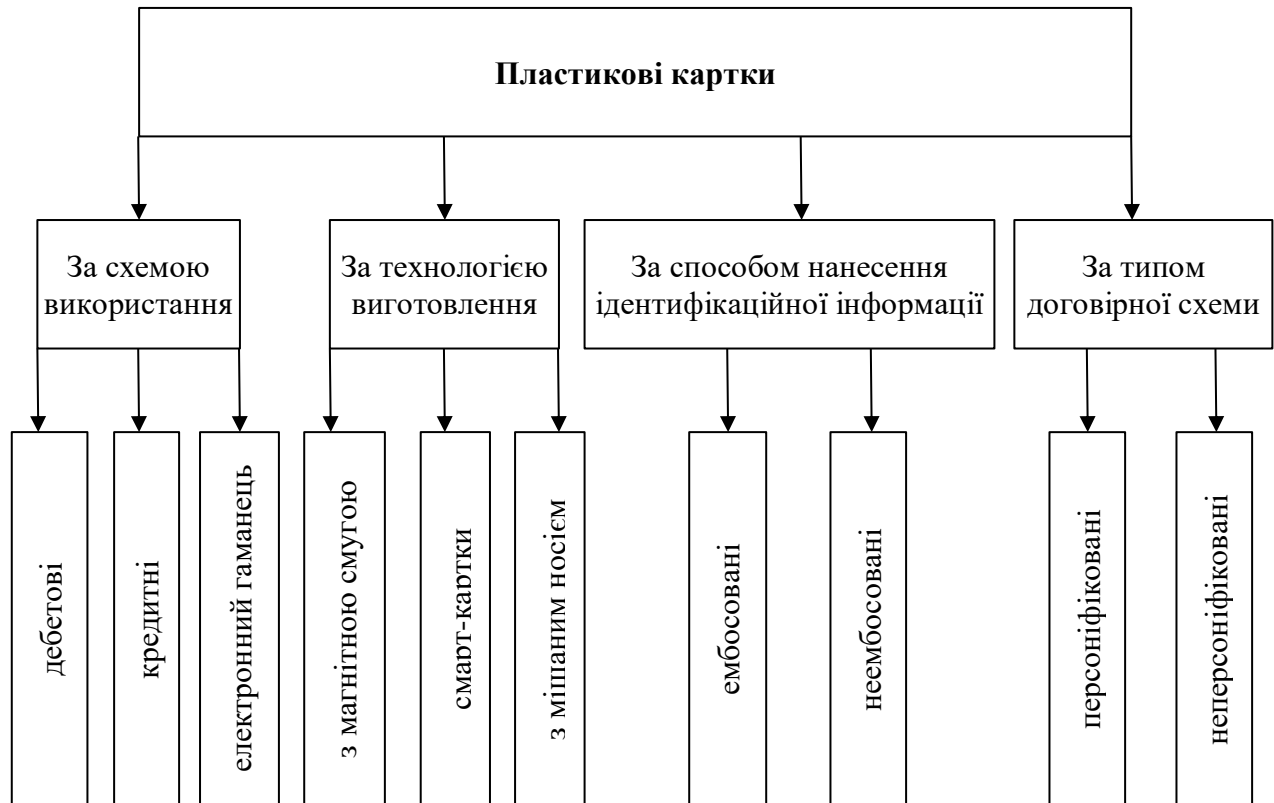 Пластикові картки
За схемою
використання
За технологією
виготовлення
За способом нанесення
ідентифікаційної інформації
За типом
договірної схеми
дебетові
кредитні
електронний гаманець
з магнітною смугою
смарт-картки
з мішаним носієм
ембосовані
неембосовані
персоніфіковані
неперсоніфіковані